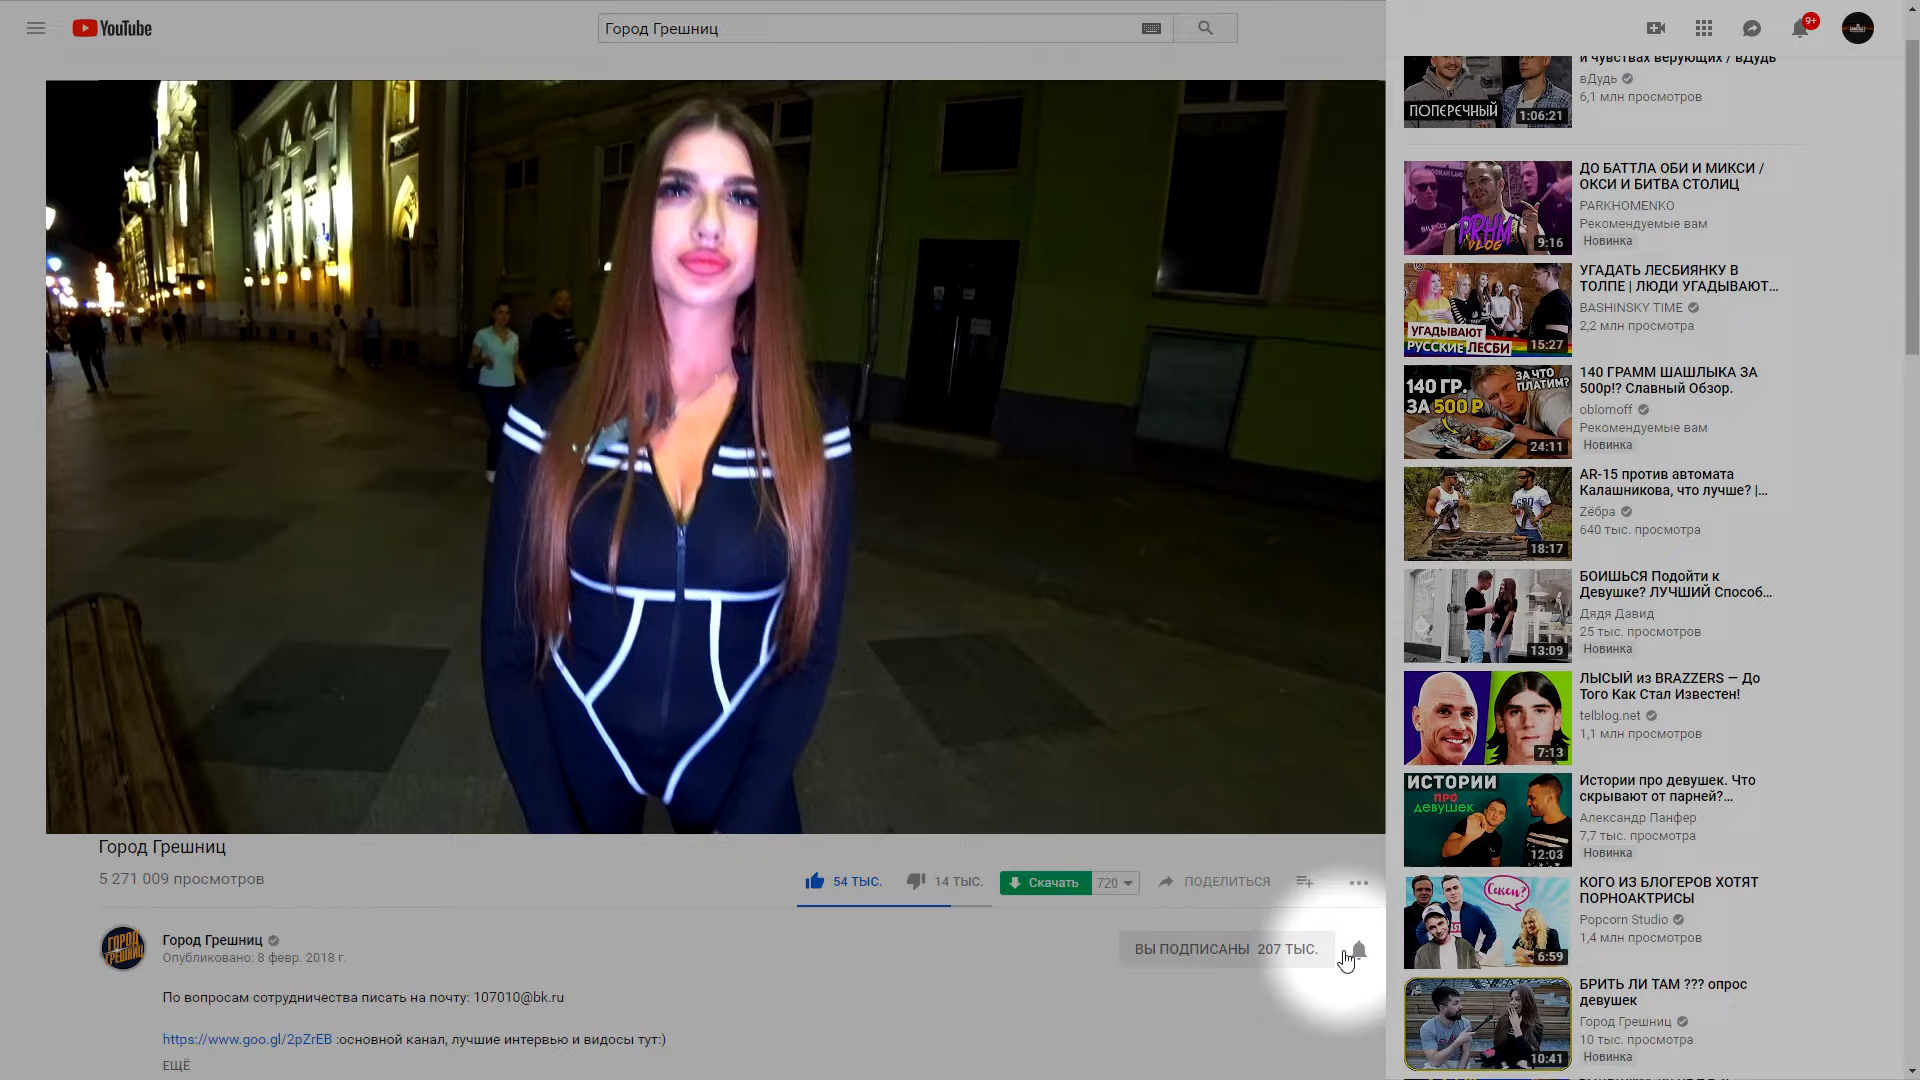 YouTube
Город Грешниц
9+
Город Грешниц
5 271 009 просмотров
54 ТЫС.
14 ТЫС.
Скачать
720
ПОДЕЛИТЬСЯ
ГОРОД ГРЕШНИЦ
Город Грешниц
Опубликовано: 8 февр. 2018 г.
ВЫ ПОДПИСАНЫ 207 ТЫС.
По вопросам сотрудничества писать на почту: 107010@bk.ru
https://www.goo.gl/2pZrEB :основной канал, лучшие интервью и видосы тут:)
ЕЩЁ
ПОПЕРЕЧНЫЙ
1:06:21
и чувствах верующих / вДудь
вДудь
6,1 млн просмотров
PRHM
VLOG
9:16
ДО БАТТЛА ОБИ И МИКСИ /
ОКСИ И БИТВА СТОЛИЦ
PARKHOMENKO
Рекомендуемые вам
Новинка
УГАДЫВАЮТ
РУССКИЕ ЛЕСБИ
15:27
УГАДАТЬ ЛЕСБИЯНКУ В
ТОЛПЕ | ЛЮДИ УГАДЫВАЮТ...
BASHINSKY TIME
2,2 млн просмотра
140 ГР.
ЗА 500 ₽
ЗА ЧТО
ПЛАТИМ?
24:11
140 ГРАММ ШАШЛЫКА ЗА
500р!? Славный Обзор.
oblomoff
Рекомендуемые вам
Новинка
18:17
AR-15 против автомата
Калашникова, что лучше? |...
Zёбра
640 тыс. просмотра
13:09
БОИШЬСЯ Подойти к
Девушке? ЛУЧШИЙ Способ...
Дядя Давид
25 тыс. просмотров
Новинка
7:13
ЛЫСЫЙ из BRAZZERS — До
Того Как Стал Известен!
telblog.net
1,1 млн просмотров
ИСТОРИИ
ПРО
девушек
12:03
Истории про девушек. Что
скрывают от парней?...
Александр Панфер
7,7 тыс. просмотра
Новинка
6:59
КОГО ИЗ БЛОГЕРОВ ХОТЯТ
ПОРНОАКТРИСЫ
Popcorn Studio
1,4 млн просмотров
10:41
БРИТЬ ЛИ ТАМ ??? опрос
девушек
Город Грешниц
10 тыс. просмотра
Новинка